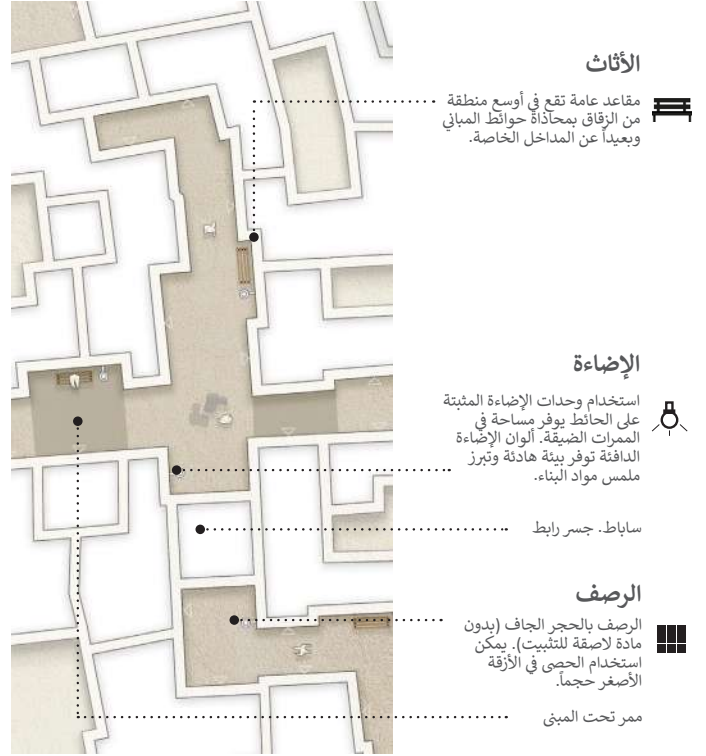 الأثاث
مقاعد عامة تقع في أوسع منطقة
من الزقاق بمحاذاة حوائط المباني
وبعيداً عن المداخل الخاصة.
الإضاءة
استخدام وحدات الإضاءة المثبتة
على الحائط يوفر مساحة في
الممرات الضيقة. ألوان الإضاءة
الدافئة توفر بيئة هادئة وتبرز
ملمس مواد البناء.
ساباط. جسر رابط
الرصف
الرصف بالحجر الجاف (بدون
مادة لاصقة للتثبيت). يمكن
استخدام الحصى في الأزقة
الأصغر حجماً.
ممر تحت المبنى